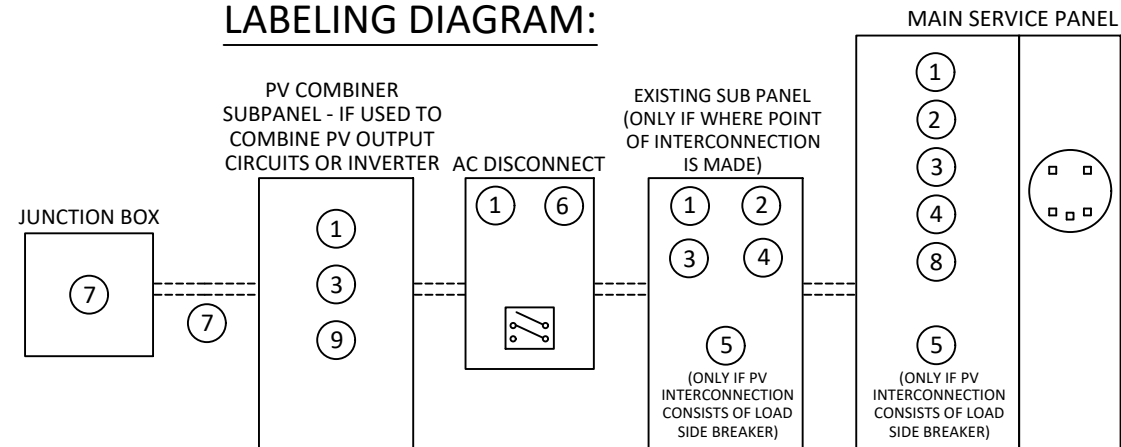 LABELING DIAGRAM:
MAIN SERVICE PANEL
PV COMBINER
SUBPANEL - IF USED TO
COMBINE PV OUTPUT
CIRCUITS OR INVERTER
AC DISCONNECT
EXISTING SUB PANEL
(ONLY IF WHERE POINT
OF INTERCONNECTION
IS MADE)
JUNCTION BOX
7
7
1
3
9
1 6
1 2
3 4
5
(ONLY IF PV
INTERCONNECTION
CONSISTS OF LOAD
SIDE BREAKER)
1
2
3
4
8
5
(ONLY IF PV
INTERCONNECTION
CONSISTS OF LOAD
SIDE BREAKER)